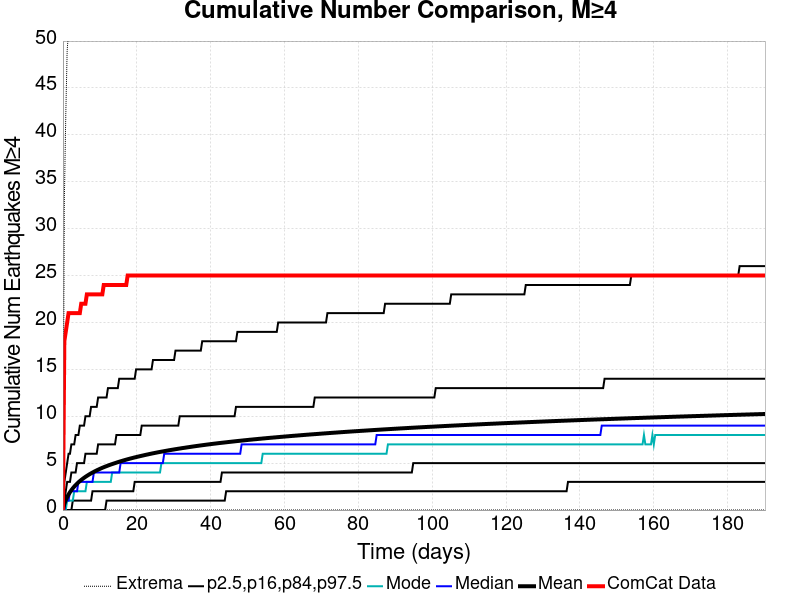 Cumulative Number Comparison, M≥4
Cumulative Num Earthquakes M≥4
50
45
40
35
30
25
20
15
10
5
0
0 20 40 60 80 100 120 140 160 180
Time (days)
Extrema p2.5,p16,p84,p97.5 Mode Median Mean ComCat Data